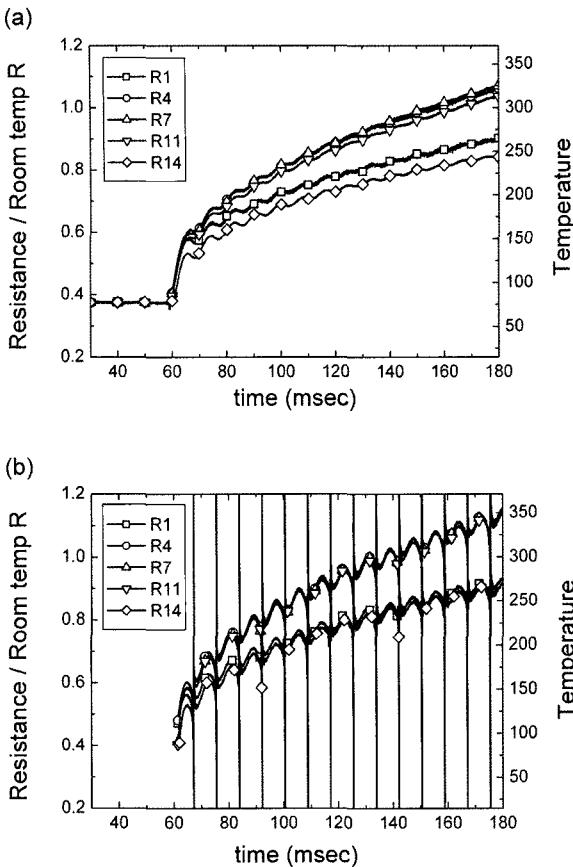 (a)
1.2
1.0
0.8
0.6
0.4
0.2
Resistance / Room temp R
R1
R4
R7
R11
R14
350
300
250
200
150
100
50
Temperature
40 60 80 100 120 140 160 180
time (msec)
(b)
1.2
1.0
0.8
0.6
0.4
0.2
Resistance / Room temp R
R1
R4
R7
R11
R14
350
300
250
200
150
100
50
Temperature
40 60 80 100 120 140 160 180
time (msec)